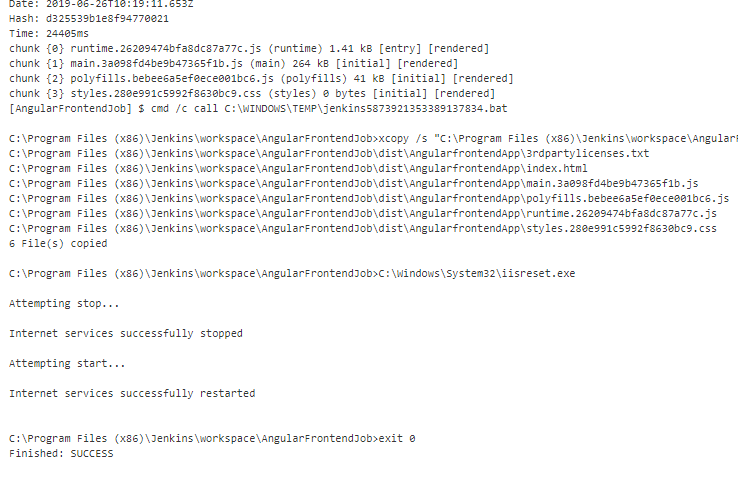 Date: 2019-06-26T10:19:11.653Z
Hash: d325539b1e8f94770021
Time: 24405ms
chunk {0} runtime.26209474bfa8dc87a77c.js (runtime) 1.41 kB [entry] [rendered]
chunk {1} main.3a098fd4be9b47365f1b.js (main) 264 kB [initial] [rendered]
chunk {2} polyfills.bebee6a5ef0ece001bc6.js (polyfills) 41 kB [initial] [rendered]
chunk {3} styles.280e991c5992f8630bc9.css (styles) 0 bytes [initial] [rendered]
[AngularFrontendJob] $ cmd /c call C:\WINDOWS\TEMP\jenkins5873921353389137834.bat
C:\Program Files (x86)\Jenkins\workspace\AngularFrontendJob>xcopy /s "C:\Program Files (x86)\Jenkins\workspace\Angular
C:\Program Files (x86)\Jenkins\workspace\AngularFrontendJob\dist\AngularfrontendApp\3rdpartylicenses.txt
C:\Program Files (x86)\Jenkins\workspace\AngularFrontendJob\dist\AngularfrontendApp\index.html
C:\Program Files (x86)\Jenkins\workspace\AngularFrontendJob\dist\AngularfrontendApp\main.3a098fd4be9b47365f1b.js
C:\Program Files (x86)\Jenkins\workspace\AngularFrontendJob\dist\AngularfrontendApp\polyfills.bebee6a5ef0ece001bc6.js
C:\Program Files (x86)\Jenkins\workspace\AngularFrontendJob\dist\AngularfrontendApp\runtime.26209474bfa8dc87a77c.js
C:\Program Files (x86)\Jenkins\workspace\AngularFrontendJob\dist\AngularfrontendApp\styles.280e991c5992f8630bc9.css
6 File(s) copied
C:\Program Files (x86)\Jenkins\workspace\AngularFrontendJob>C:\Windows\System32\iisreset.exe
Attempting stop...
Internet services successfully stopped
Attempting start...
Internet services successfully restarted
C:\Program Files (x86)\Jenkins\workspace\AngularFrontendJob>exit 0
Finished: SUCCESS